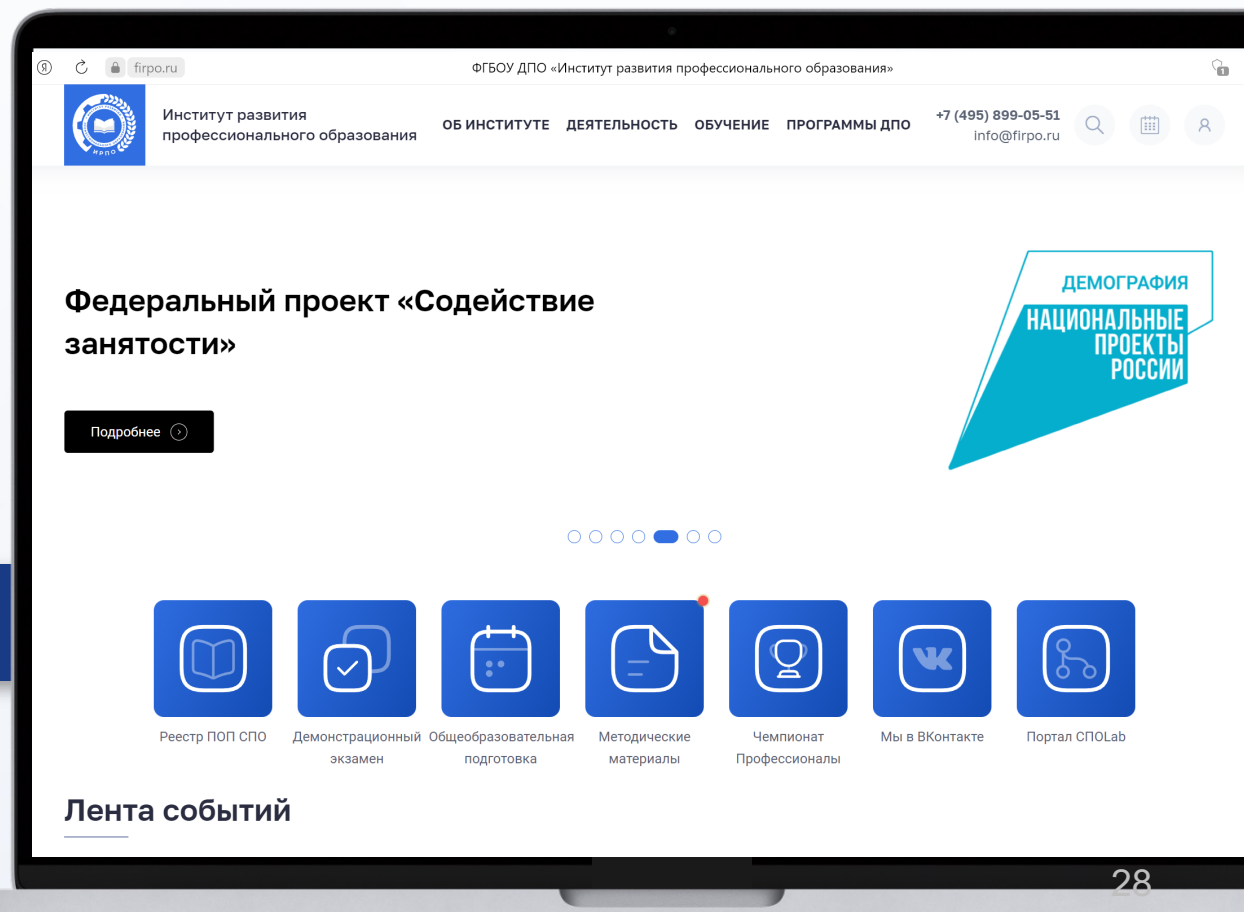 firpo.ru
ФГБОУ ДПО «Институт развития профессионального образования»
1
ИРПО
Институт развития
профессионального образования
ОБ ИНСТИТУТЕ ДЕЯТЕЛЬНОСТЬ ОБУЧЕНИЕ ПРОГРАММЫ ДПО
+7 (495) 899-05-51
info@firpo.ru
Федеральный проект «Содействие
занятости»
Подробнее
ДЕМОГРАФИЯ
НАЦИОНАЛЬНЫЕ
ПРОЕКТЫ
РОССИИ
Реестр ПОП СПО
Демонстрационный
экзамен
Общеобразовательная
подготовка
Методические
материалы
Чемпионат
Профессионалы
Мы в ВКонтакте
Портал СПОLab
Лента событий
28